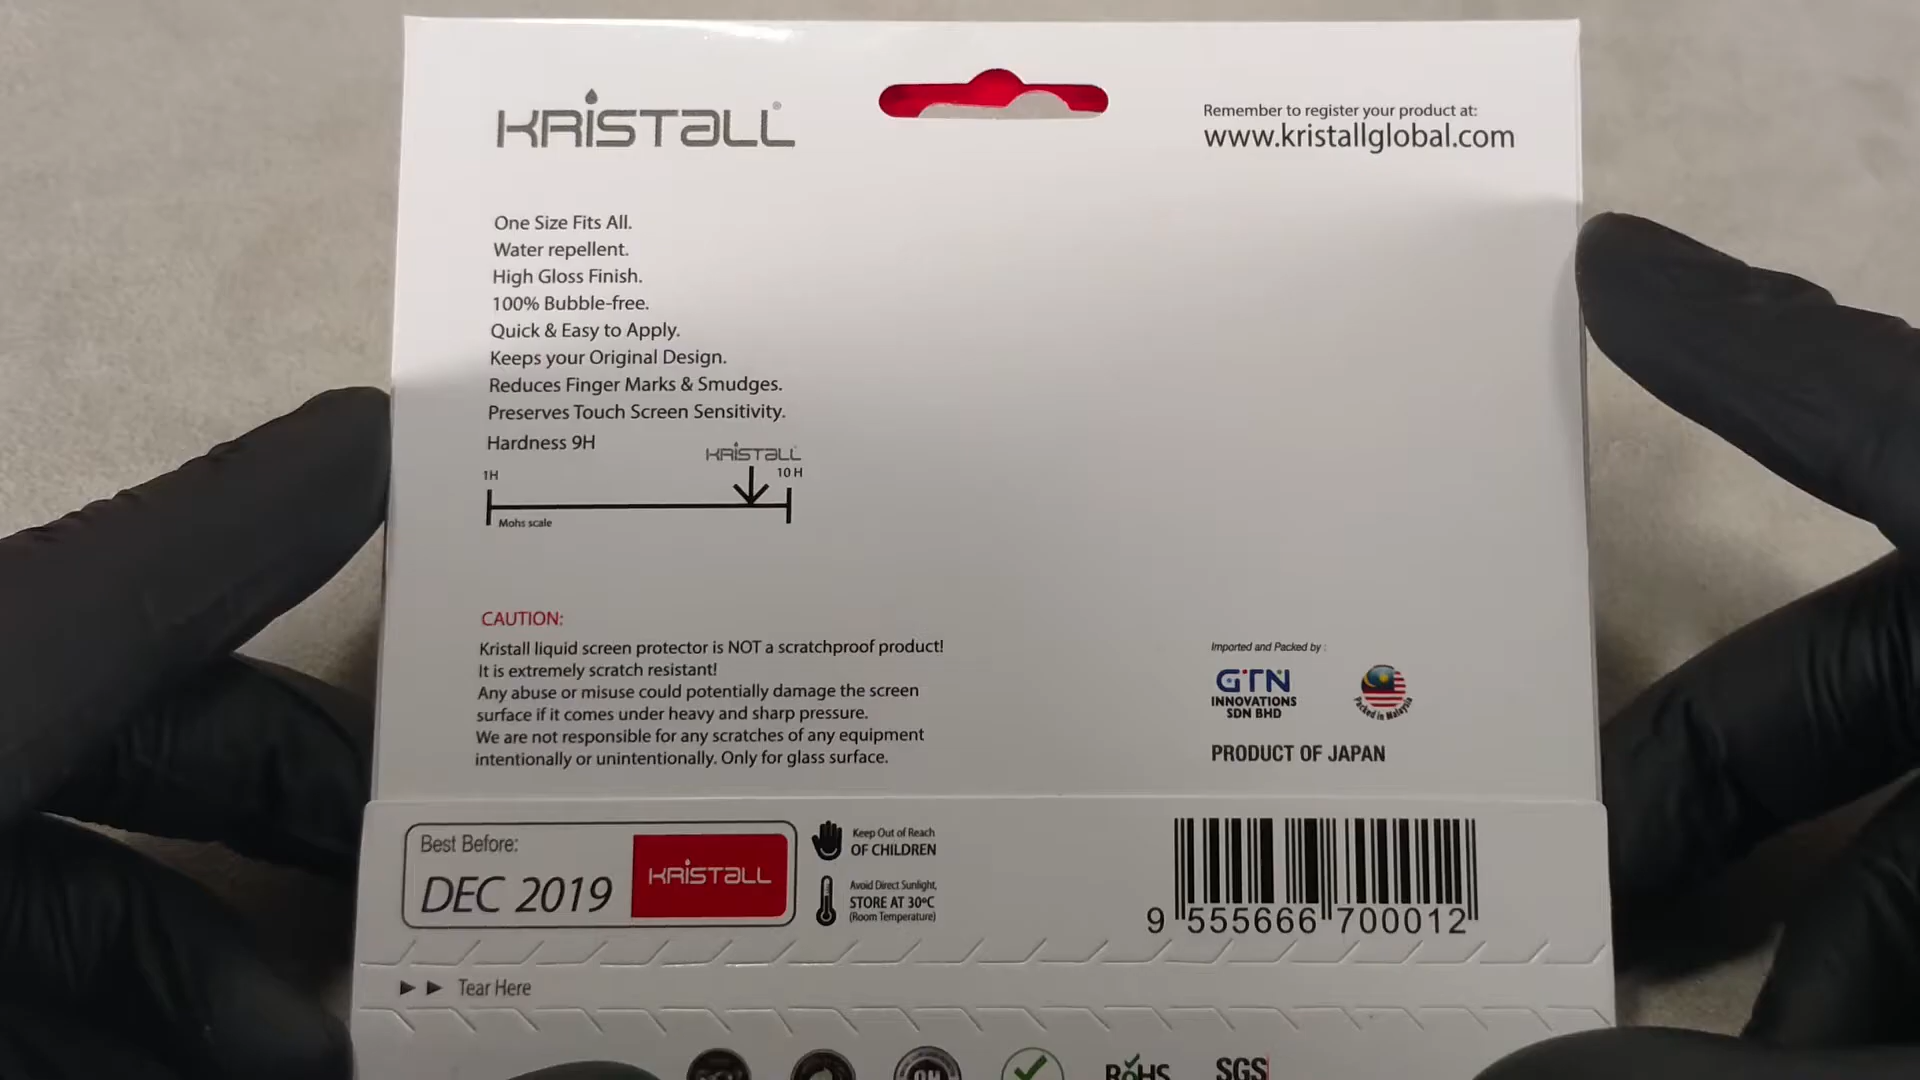 KRISTALL®
Remember to register your product at:
www.kristallglobal.com
One Size Fits All.
Water repellent.
High Gloss Finish.
100% Bubble-free.
Quick & Easy to Apply.
Keeps your Original Design.
Reduces Finger Marks & Smudges.
Preserves Touch Screen Sensitivity.
Hardness 9H
KRISTALL
1H
10 H
Mohs scale
CAUTION:
Kristall liquid screen protector is NOT a scratchproof product!
It is extremely scratch resistant!
Any abuse or misuse could potentially damage the screen
surface if it comes under heavy and sharp pressure.
We are not responsible for any scratches of any equipment
intentionally or unintentionally. Only for glass surface.
Imported and Packed by :
GTN
INNOVATIONS
SDN BHD
Packed in Malaysia
PRODUCT OF JAPAN
Best Before:
DEC 2019
KRISTALL
Keep Out of Reach
OF CHILDREN
Avoid Direct Sunlight,
STORE AT 30ºC
(Room Temperature)
9 555666 700012
Tear Here
RoHS
SGS